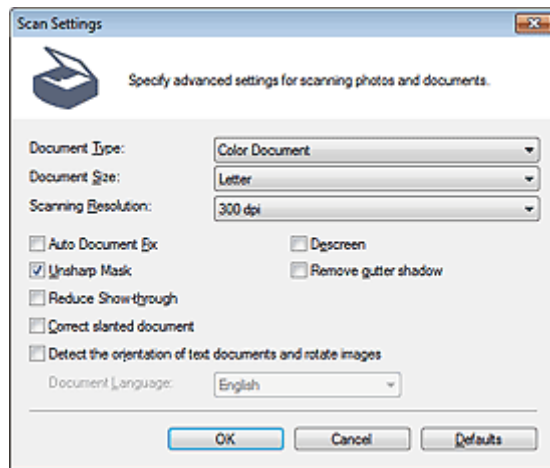 Scan Settings
Specify advanced settings for scanning photos and documents.
Document Type: Color Document
Document Size: Letter
Scanning Resolution: 300 dpi
Auto Document Fix Descreen
Unsharp Mask Remove gutter shadow
Reduce Show-through
Correct slanted document
Detect the orientation of text documents and rotate images
Document Language: English
OK Cancel Defaults